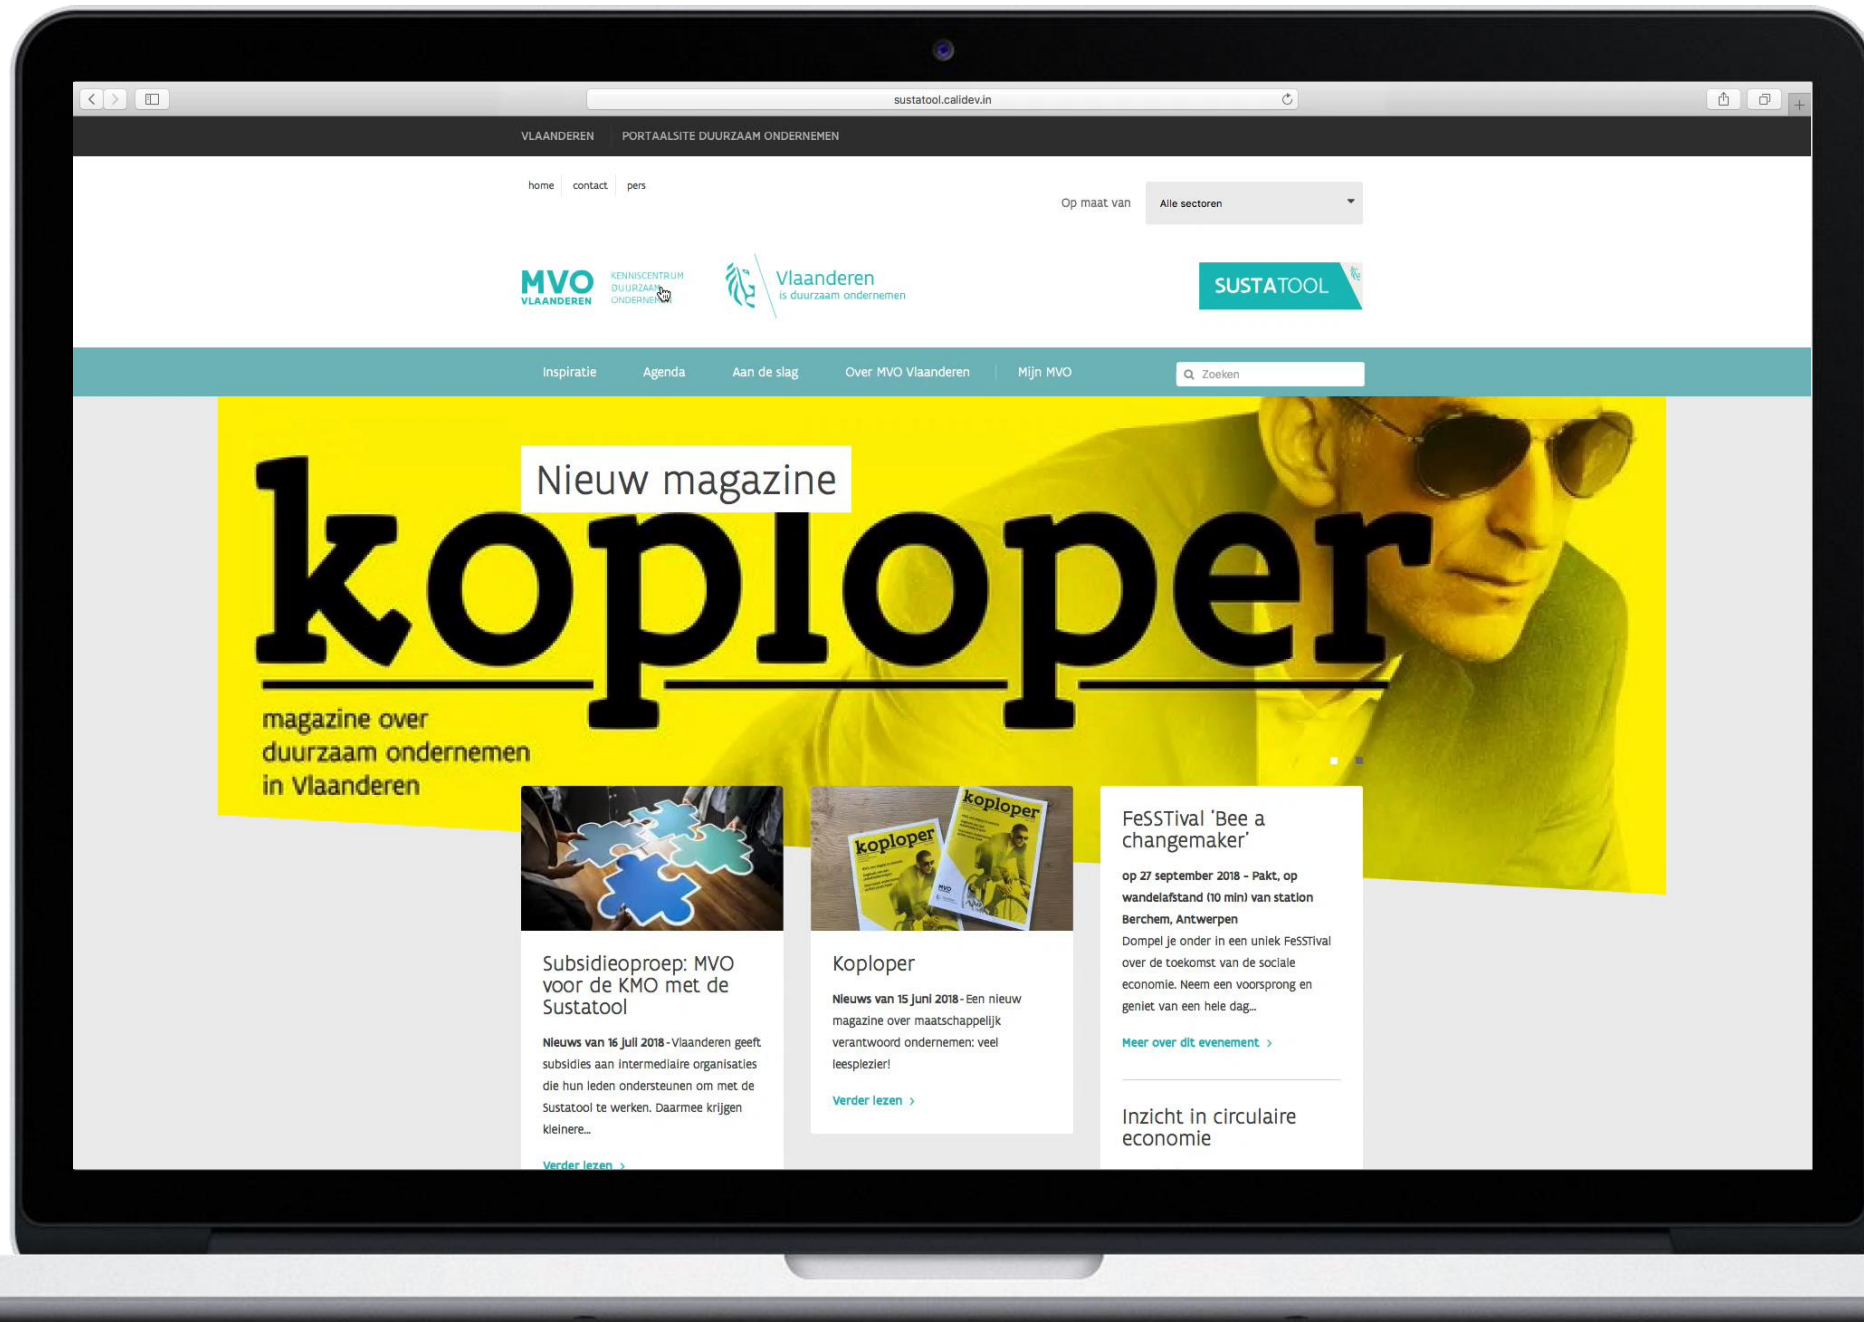 sustatool.calidev.in
VLAANDEREN PORTAALSITE DUURZAAM ONDERNEMEN
home contact pers
Op maat van Alle sectoren
MVO
VLAANDEREN
KENNISCENTRUM
DUURZAAM
Vlaanderen
is duurzaam ondernemen
SUSTATOOL
Inspiratie Agenda Aan de slag Over MVO Vlaanderen Mijn MVO Zoeken
Nieuw magazine
koploper
magazine over
duurzaam ondernemen
in Vlaanderen
Subsidieoproep: MVO
voor de KMO met de
Sustatool
Nieuws van 16 juli 2018 - Vlaanderen geeft
subsidies aan intermediaire organisaties
die hun leden ondersteunen om met de
Sustatool te werken. Daarmee krijgen
kleinere...
Verder lezen >
koploper
koploper
MVO
Koploper
Nieuws van 15 juni 2018 - Een nieuw
magazine over maatschappelijk
verantwoord ondernemen: veel
leesplezier!
Verder lezen >
FeSSTival 'Bee a
changemaker'
op 27 september 2018 - Pakt, op
wandelafstand (10 min) van station
Berchem, Antwerpen
Dompel je onder in een uniek FeSSTival
over de toekomst van de sociale
economie. Neem een voorsprong en
geniet van een hele dag...
Meer over dit evenement >
Inzicht in circulaire
economie